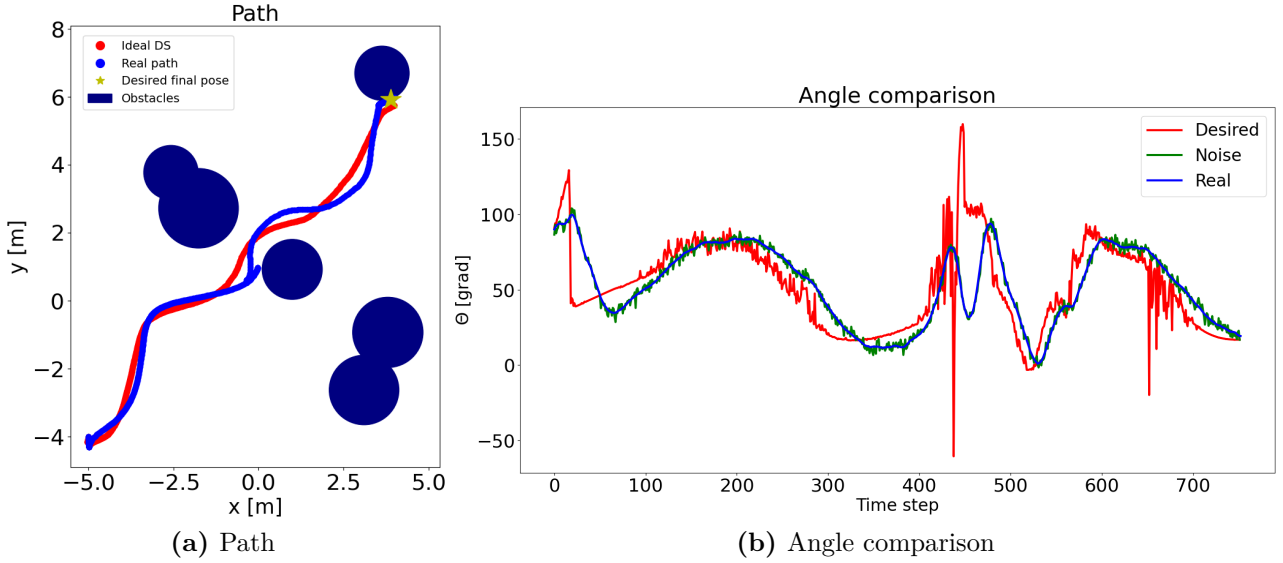 Path
8
6
4
2
0
−2
−4
y [m]
Ideal DS
Real path
Desired final pose
Obstacles
−5.0 −2.5 0.0 2.5 5.0
x [m]
(a) Path
Angle comparison
150
100
50
0
−50
Θ [grad]
Desired
Noise
Real
0 100 200 300 400 500 600 700
Time step
(b) Angle comparison